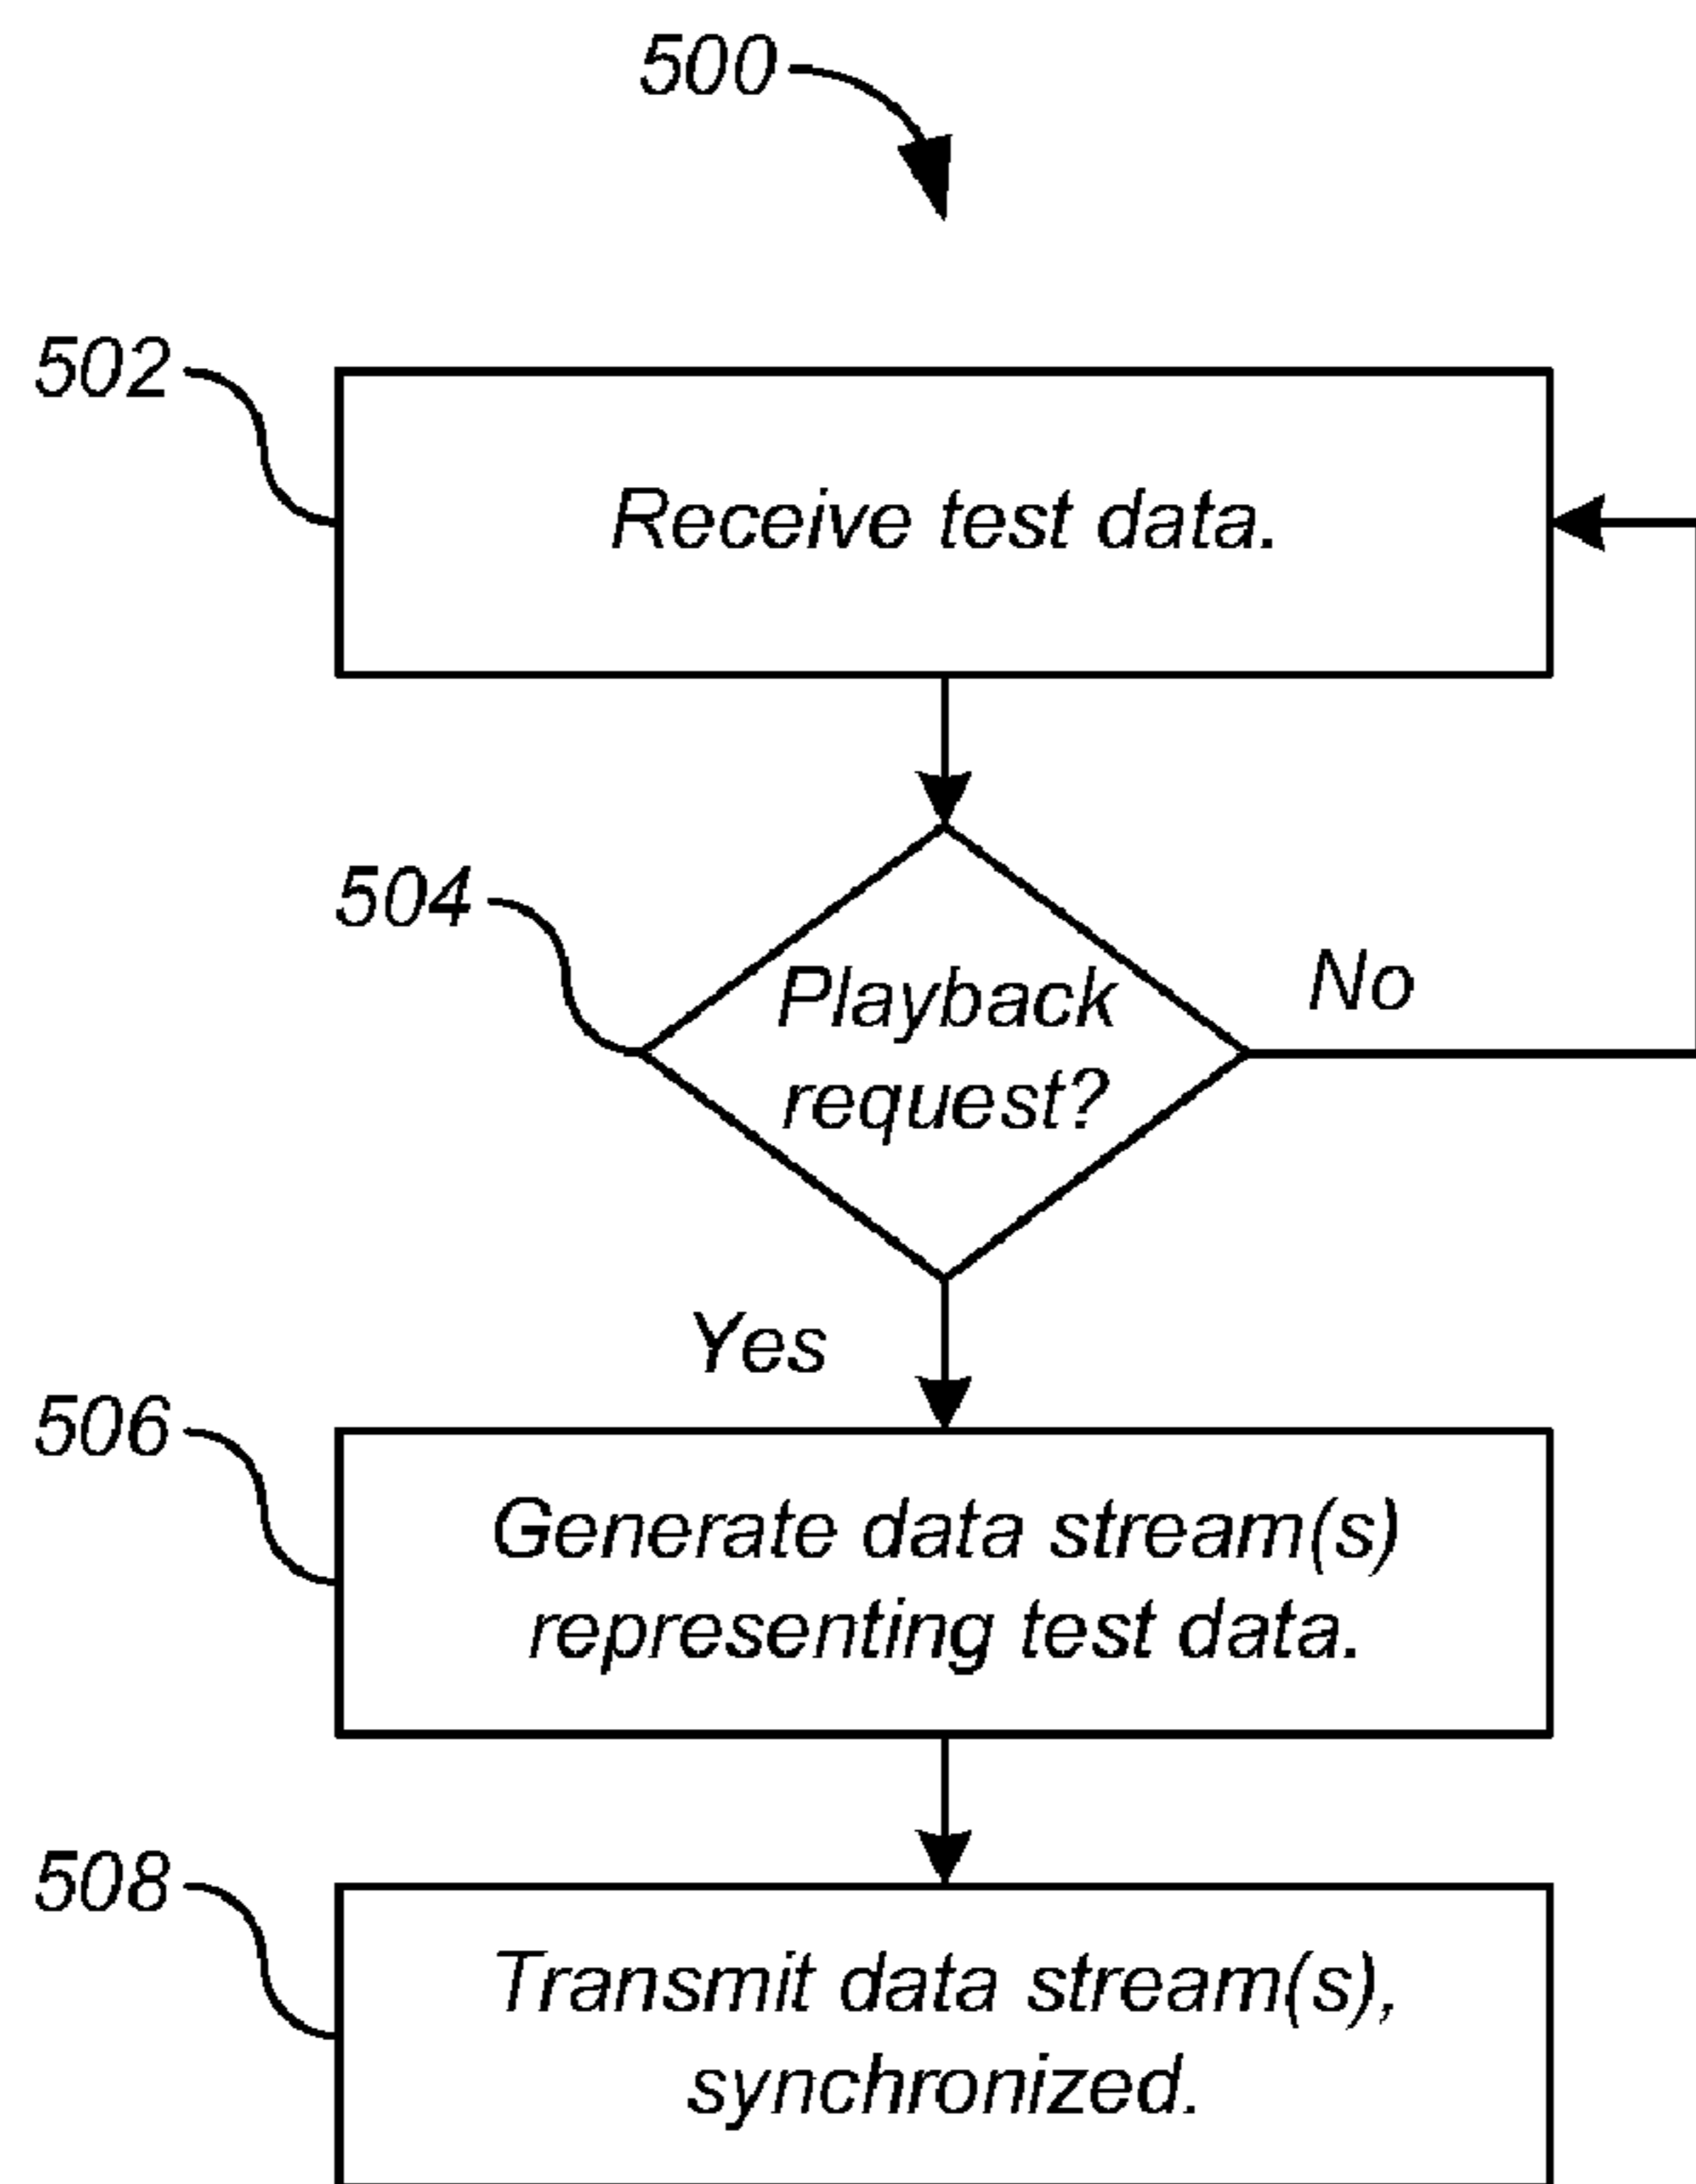 500
502
Receive test data.
504
Playback
request?
No
Yes
506
Generate data stream(s)
representing test data.
508
Transmit data stream(s),
synchronized.